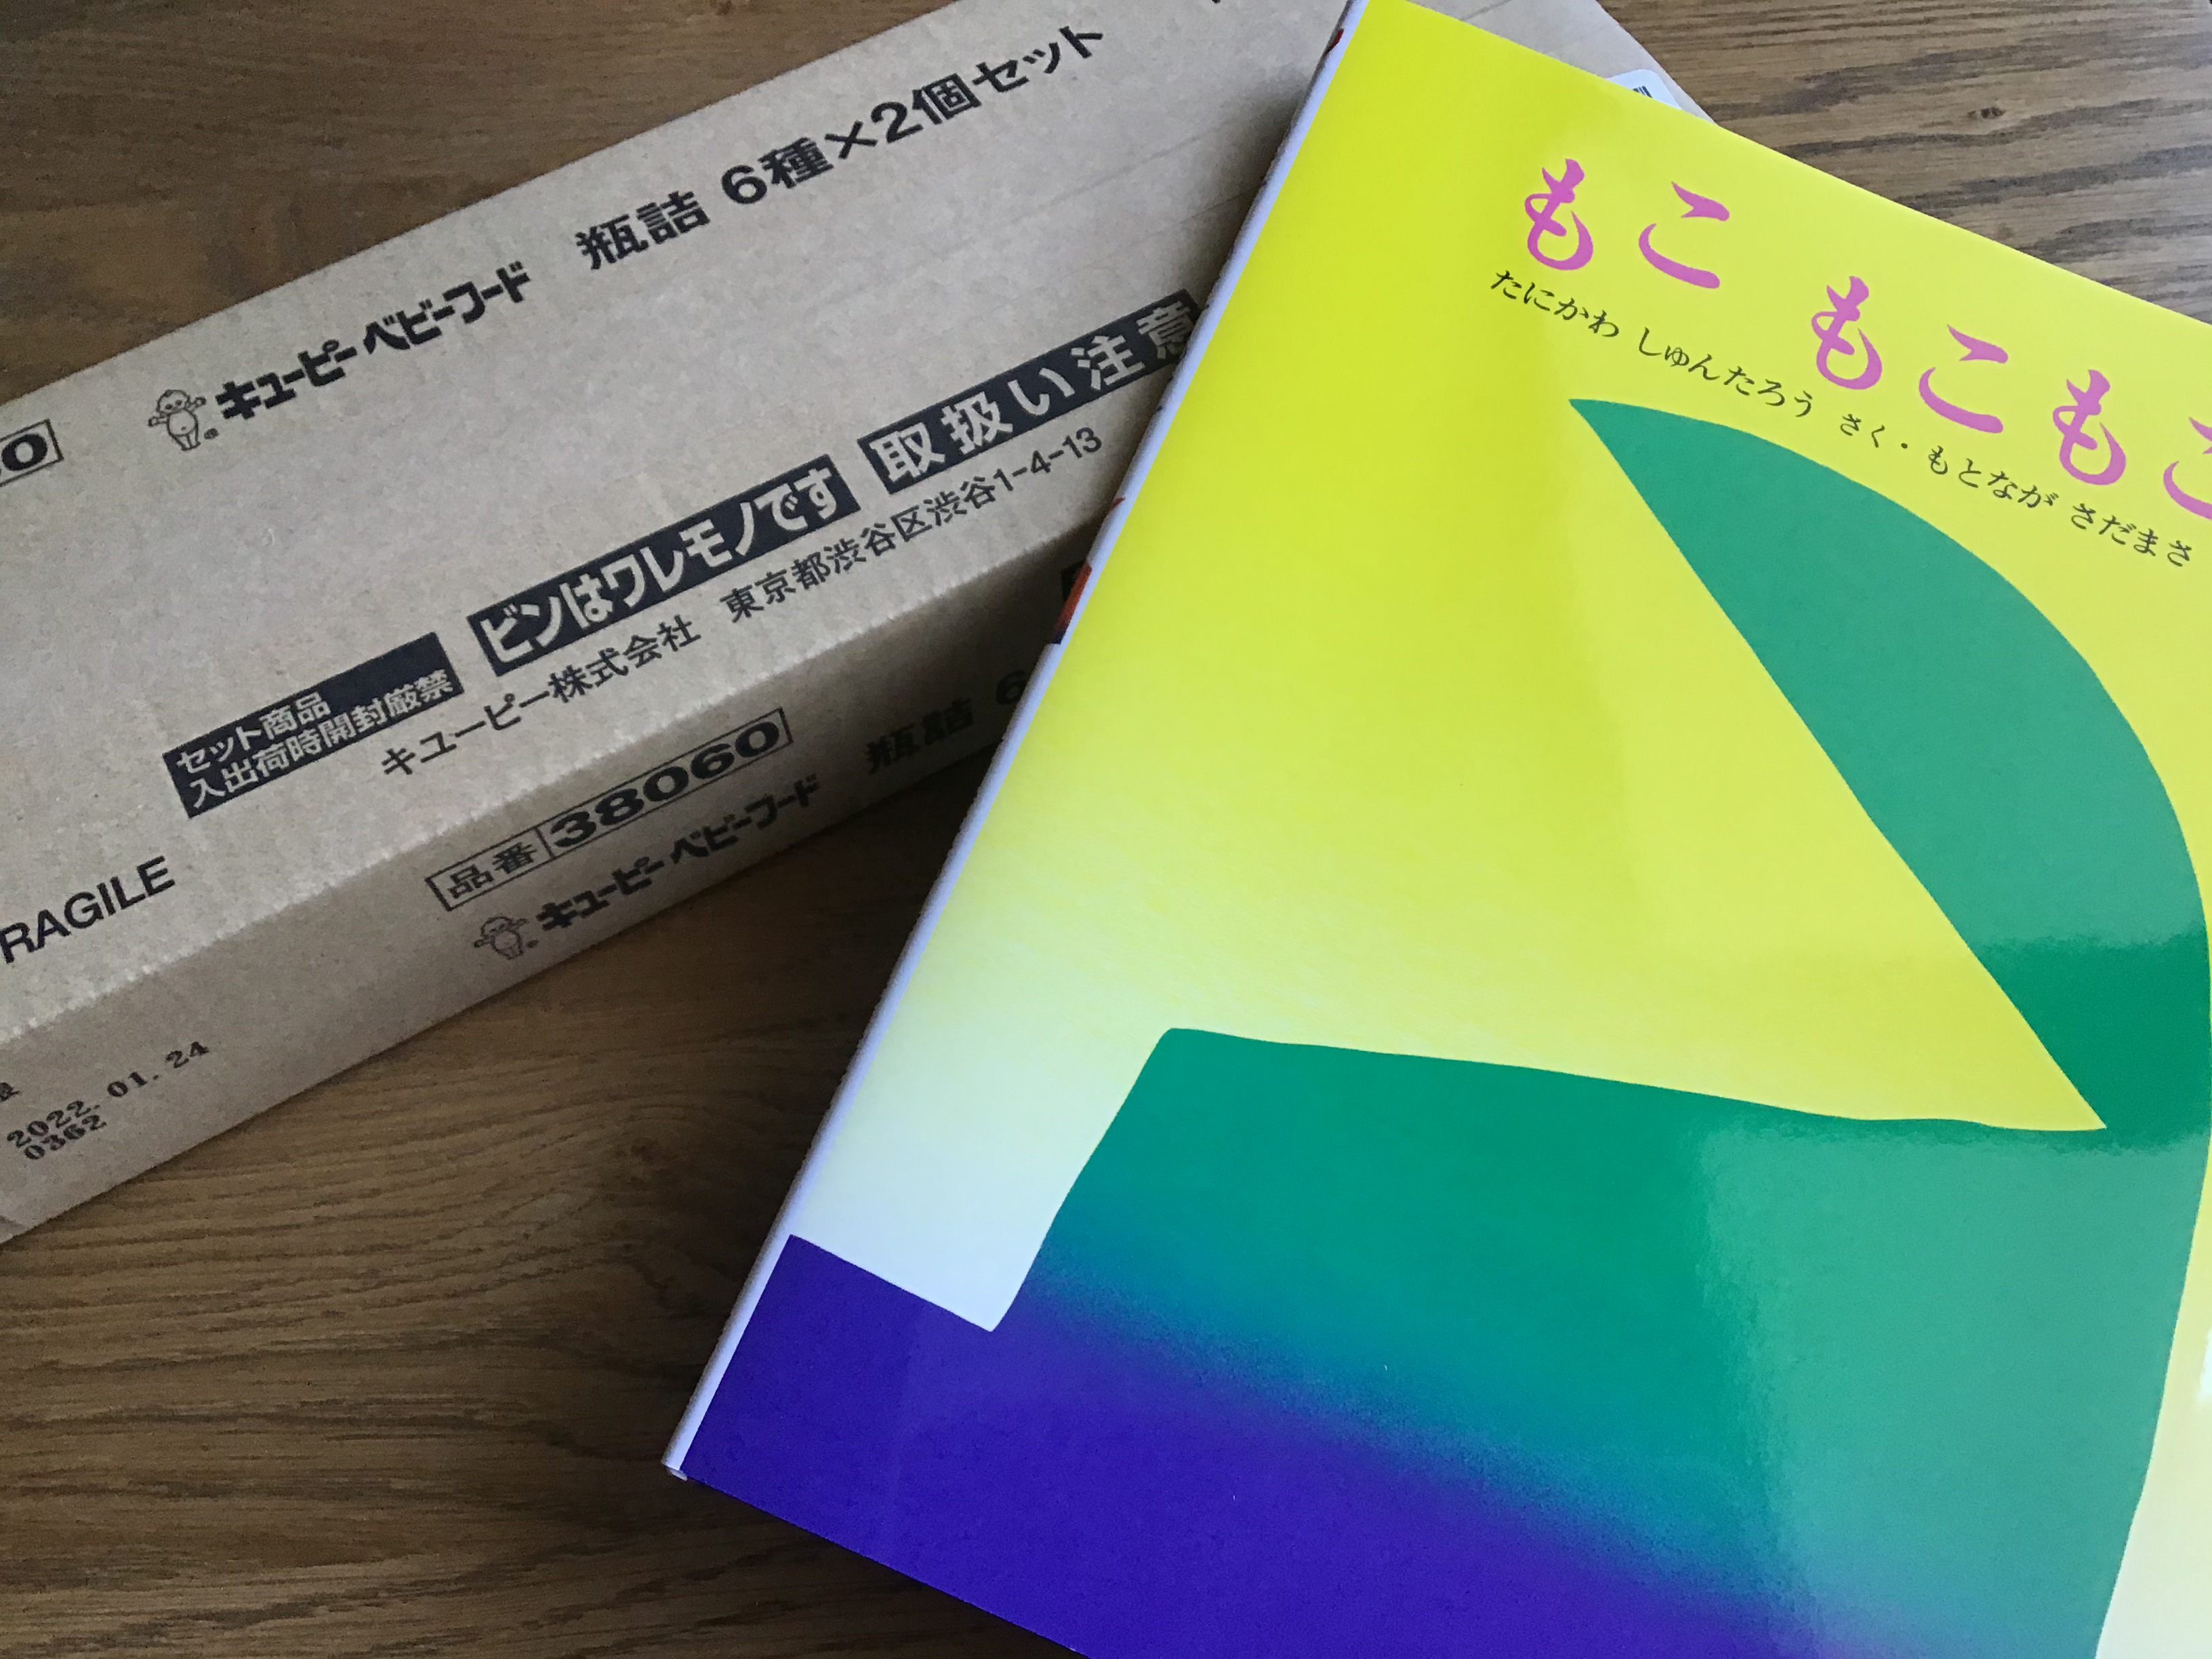 キユーピー ベビーフード 瓶詰 6種×2個セット
ビンはワレモノです 取扱い注意
セット商品
入出荷時開封厳禁
キユーピー株式会社 東京都渋谷区渋谷1-4-13
RAGILE
品番 38060
キユーピー ベビーフード 瓶詰 6
2022.01.24
0362
もこ もこもこ
たにかわ しゅんたろう さく・もとなが さだまさ